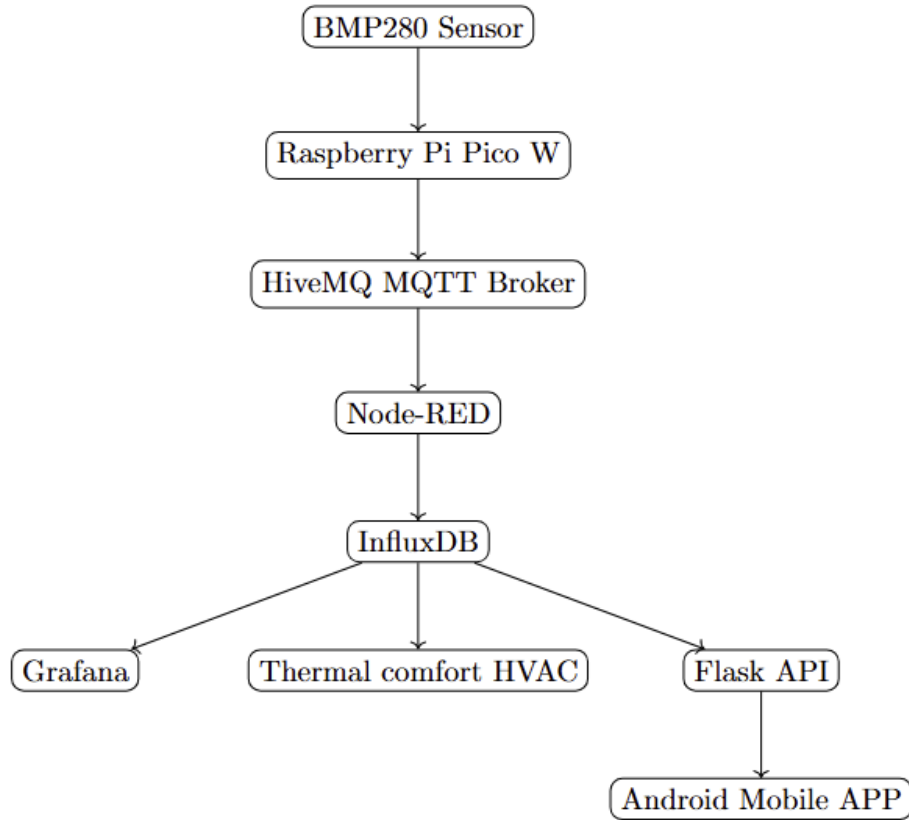 BMP280 Sensor
Raspberry Pi Pico W
HiveMQ MQTT Broker
Node-RED
InfluxDB
Grafana
Thermal comfort HVAC
Flask API
Android Mobile APP